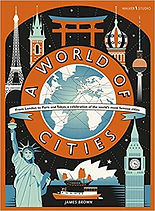 WALKER STUDIO
A WORLD OF
From London to Paris and Tokyo, a celebration of the world's most famous cities
CITIES
JAMES BROWN